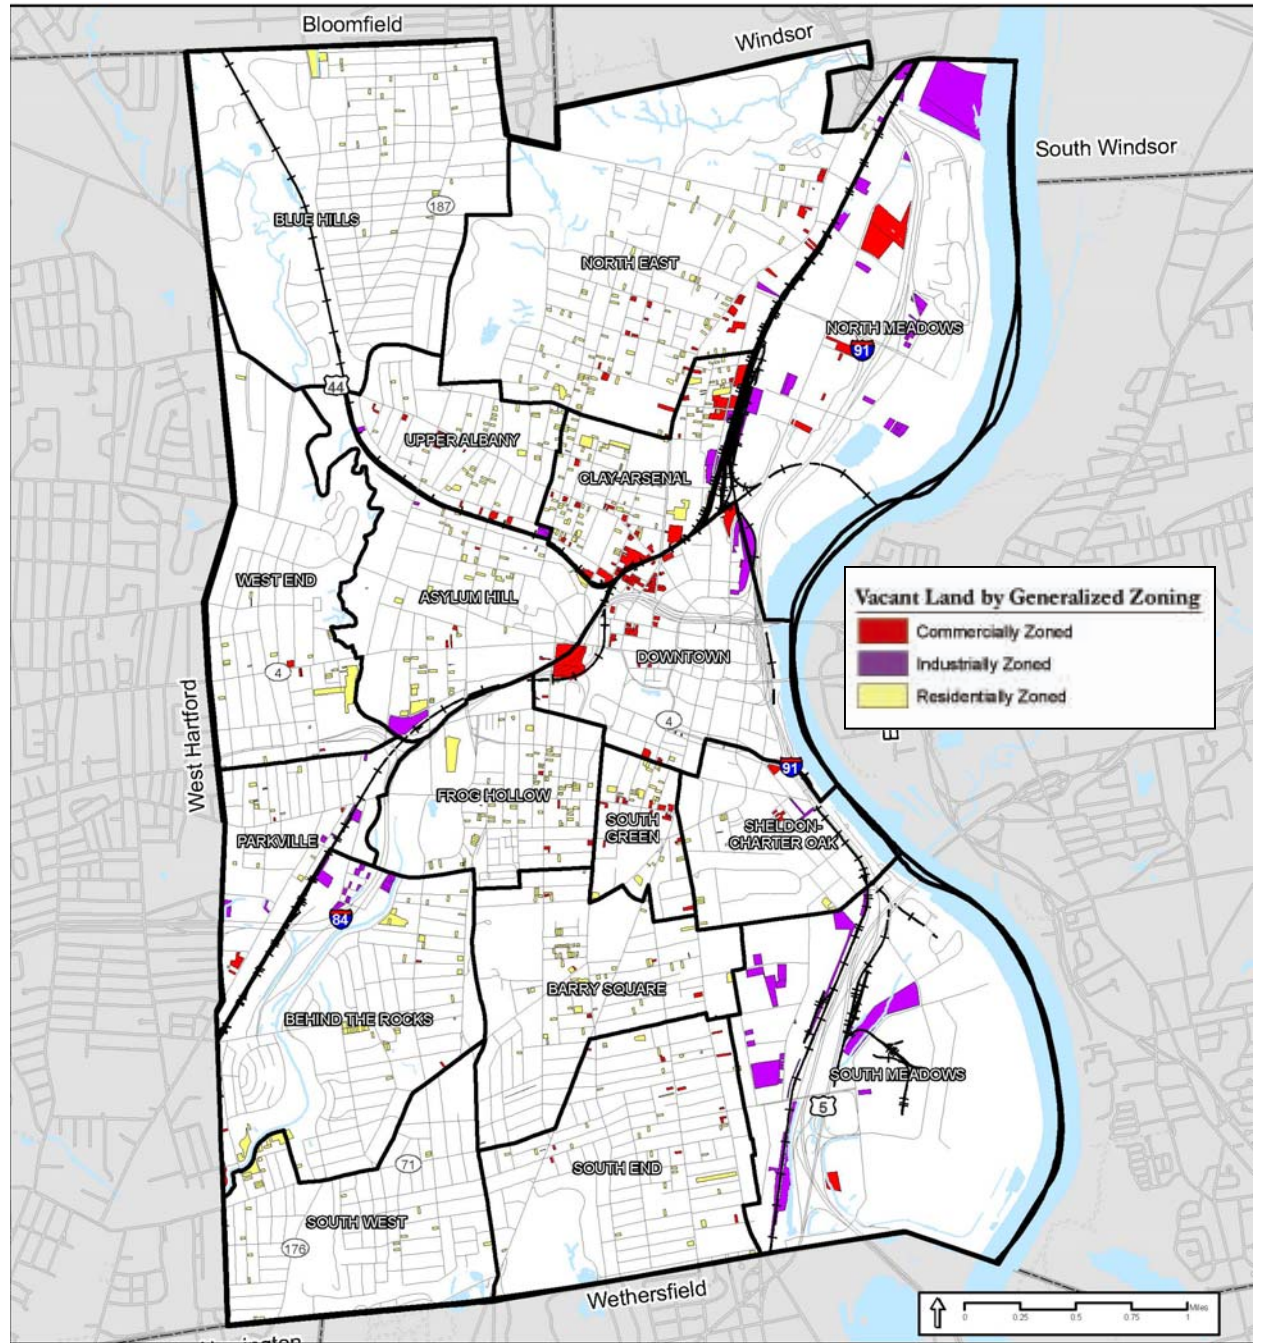 Bloomfield
Windsor
South Windsor
BLUE HILLS
187
NORTH EAST
NORTH MEADOWS
91
44
UPPER ALBANY
CLAY-ARSENAL
WEST END
ASYLUM HILL
Vacant Land by Generalized Zoning
Commercially Zoned
Industrially Zoned
Residentially Zoned
DOWNTOWN
4
4
West Hartford
91
FROG HOLLOW
PARKVILLE
SOUTH
GREEN
SHELDON-
CHARTER OAK
84
BARRY SQUARE
BEHIND THE ROCKS
SOUTH MEADOWS
5
71
SOUTH END
SOUTH WEST
176
Wethersfield
0 0.25 0.5 0.75 1 Miles